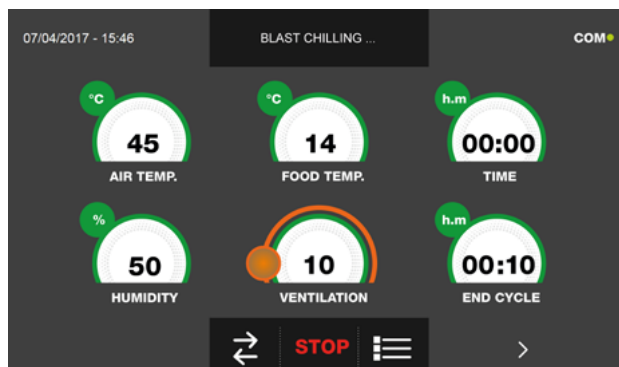 07/04/2017 - 15:46 BLAST CHILLING ... COM
°C °C h.m
45 14 00:00
AIR TEMP. FOOD TEMP. TIME
% h.m
50 10 00:10
HUMIDITY VENTILATION END CYCLE
STOP